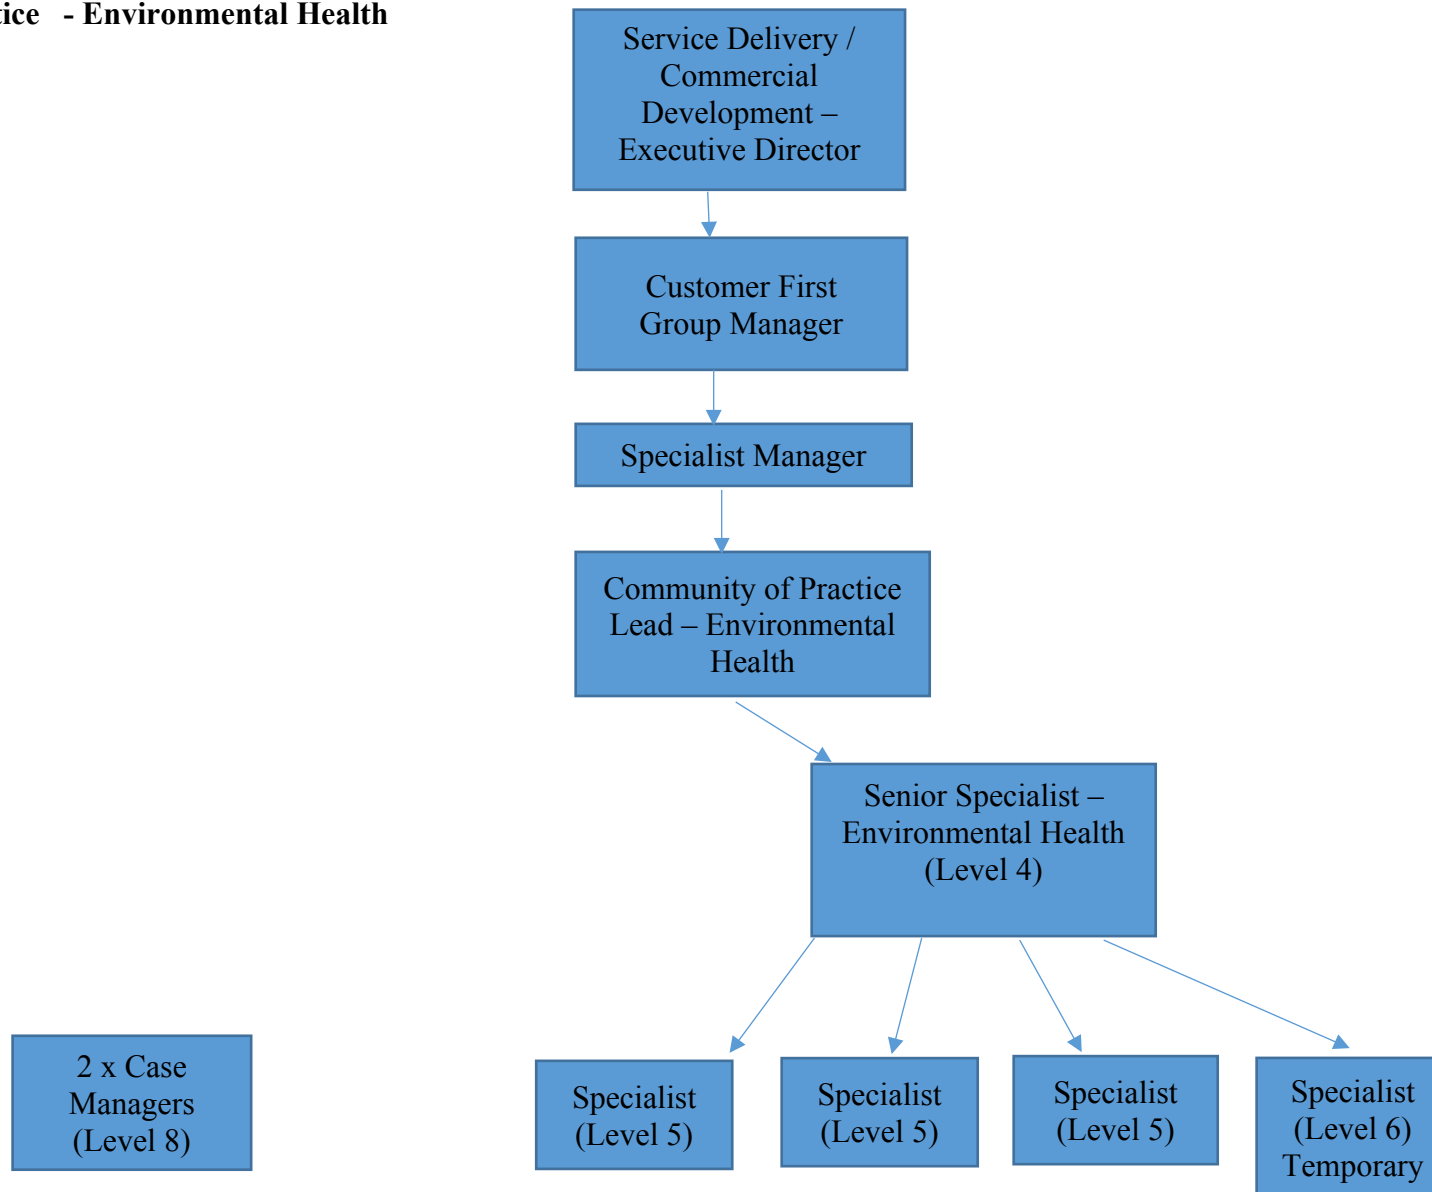 tice - Environmental Health
Service Delivery /
Commercial
Development –
Executive Director
Customer First
Group Manager
Specialist Manager
Community of Practice
Lead – Environmental
Health
Senior Specialist –
Environmental Health
(Level 4)
2 x Case
Managers
(Level 8)
Specialist
(Level 5)
Specialist
(Level 5)
Specialist
(Level 5)
Specialist
(Level 6)
Temporary